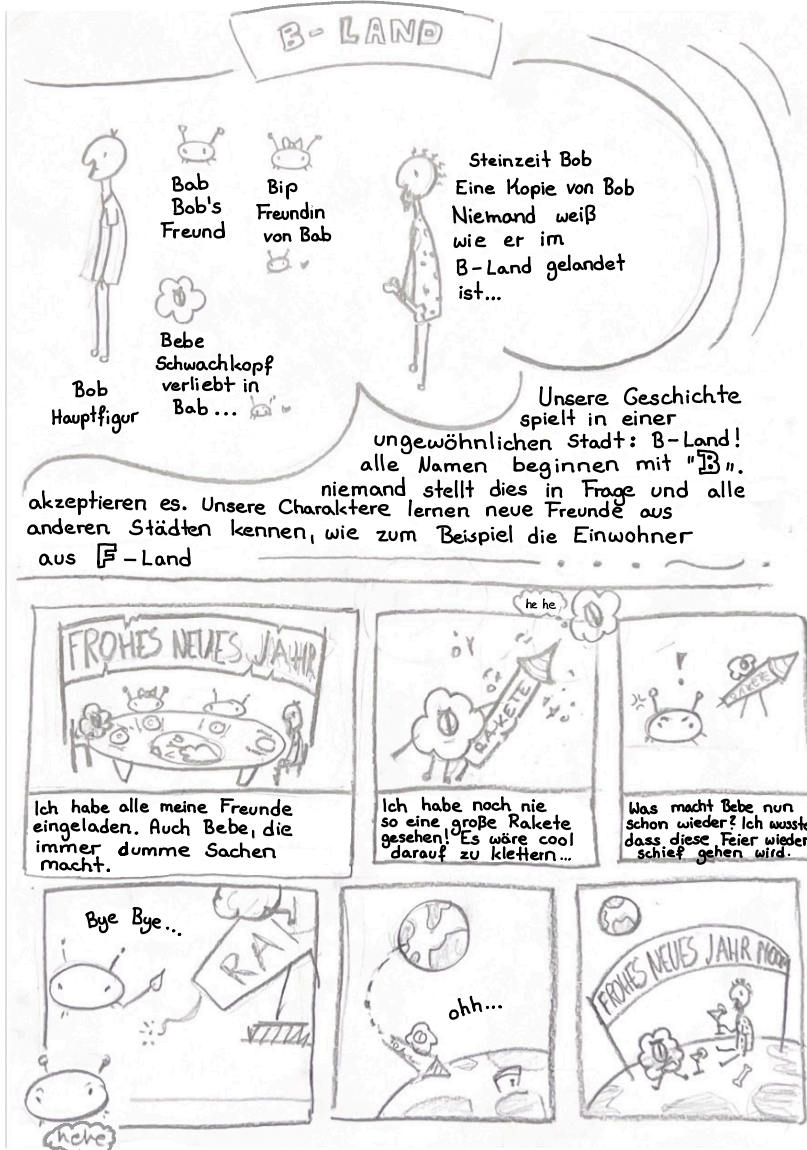 B-LAND
Bob
Hauptfigur
Bab
Bob's
Freund
Bip
Freundin
von Bab
Bebe
Schwachkopf
verliebt in
Bab...
Steinzeit Bob
Eine Kopie von Bob
Niemand weiß
wie er im
B-Land gelandet
ist...
Unsere Geschichte
spielt in einer
ungewöhnlichen Stadt: B-Land!
alle Namen beginnen mit "B".
niemand stellt dies in Frage und alle
akzeptieren es. Unsere Charaktere lernen neue Freunde aus
anderen Städten kennen, wie zum Beispiel die Einwohner
aus F-Land
FROHES NEUES JAHR
Ich habe alle meine Freunde
eingeladen. Auch Bebe, die
immer dumme Sachen
macht.
he he
RAKETE
Ich habe noch nie
so eine große Rakete
gesehen! Es wäre cool
darauf zu klettern...
!
RAKETE
Was macht Bebe nun
schon wieder? Ich wusste
dass diese Feier wieder
schief gehen wird.
Bye Bye...
RA
hehe
ohh...
FROHES NEUES JAHR MOON